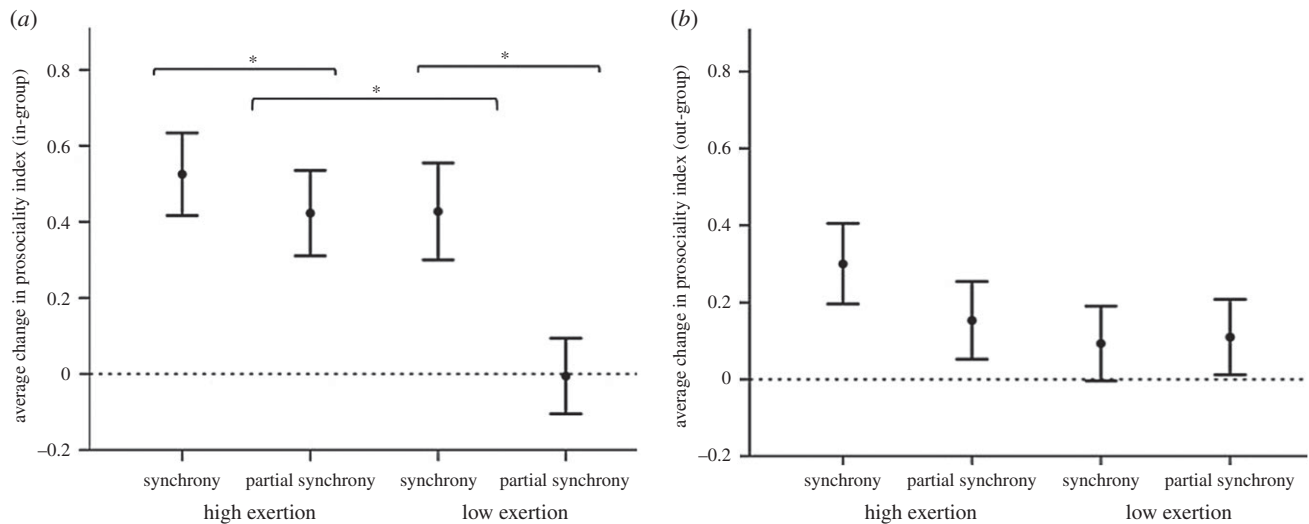 (a)
average change in prosociality index (in-group)
0.8
0.6
0.4
0.2
0
–0.2
*
*
*
synchrony partial synchrony synchrony partial synchrony
high exertion low exertion
(b)
average change in prosociality index (out-group)
0.8
0.6
0.4
0.2
0
–0.2
synchrony partial synchrony synchrony partial synchrony
high exertion low exertion